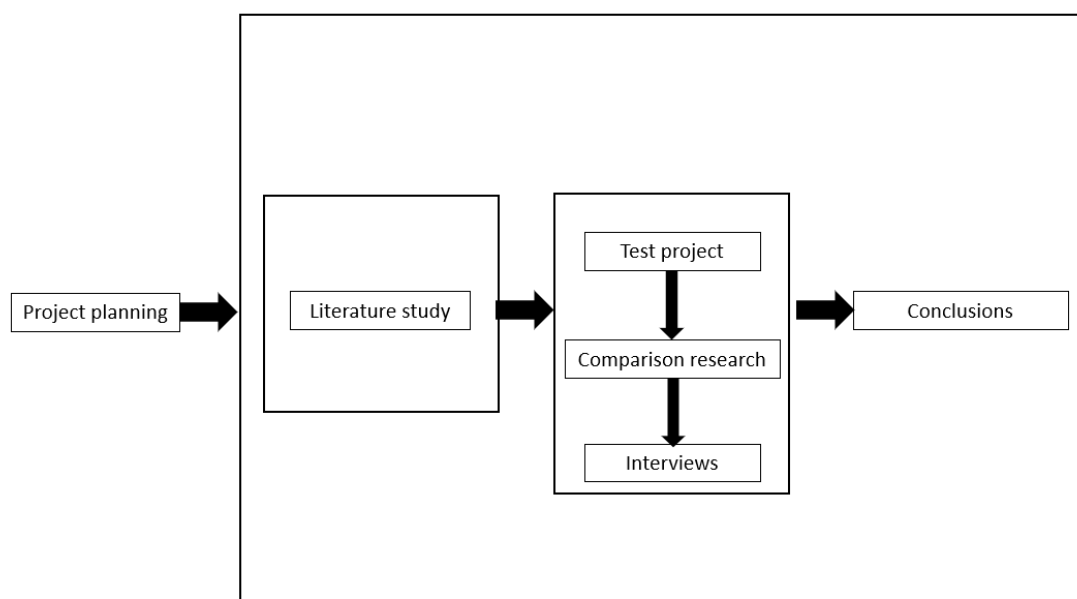 Project planning
Literature study
Test project
Comparison research
Interviews
Conclusions